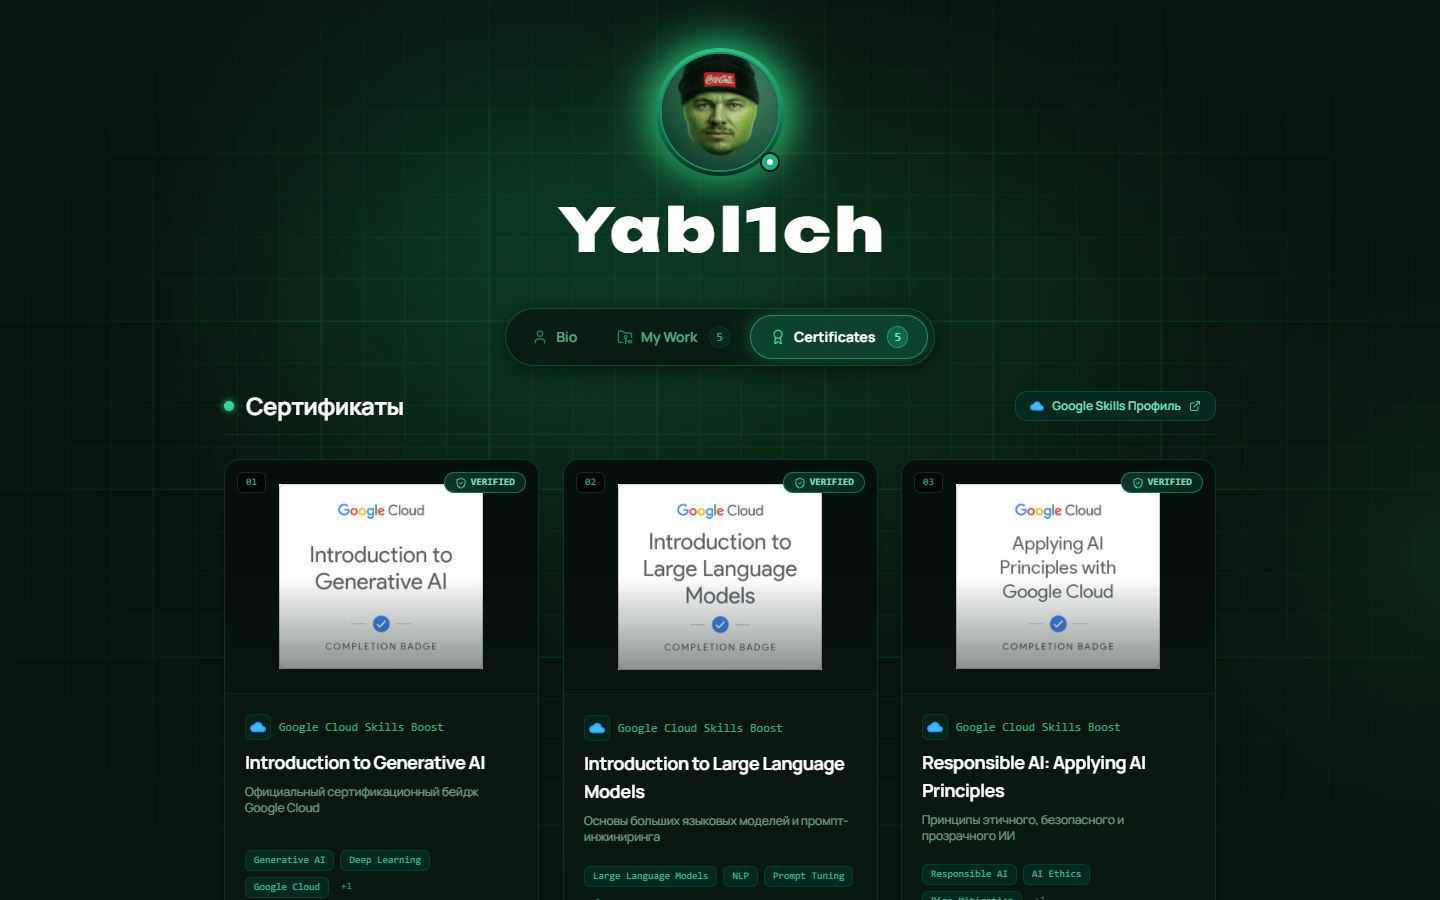 Coca-Cola
Yabl1ch
Bio
My Work 5
Certificates 5
Сертификаты
Google Skills Профиль
01
VERIFIED
Google Cloud
Introduction to
Generative AI
COMPLETION BADGE
Google Cloud Skills Boost
Introduction to Generative AI
Официальный сертификационный бейдж
Google Cloud
Generative AI
Deep Learning
Google Cloud
+1
02
VERIFIED
Google Cloud
Introduction to
Large Language
Models
COMPLETION BADGE
Google Cloud Skills Boost
Introduction to Large Language
Models
Основы больших языковых моделей и промпт-
инжиниринга
Large Language Models
NLP
Prompt Tuning
03
VERIFIED
Google Cloud
Applying AI
Principles with
Google Cloud
COMPLETION BADGE
Google Cloud Skills Boost
Responsible AI: Applying AI
Principles
Принципы этичного, безопасного и
прозрачного ИИ
Responsible AI
AI Ethics